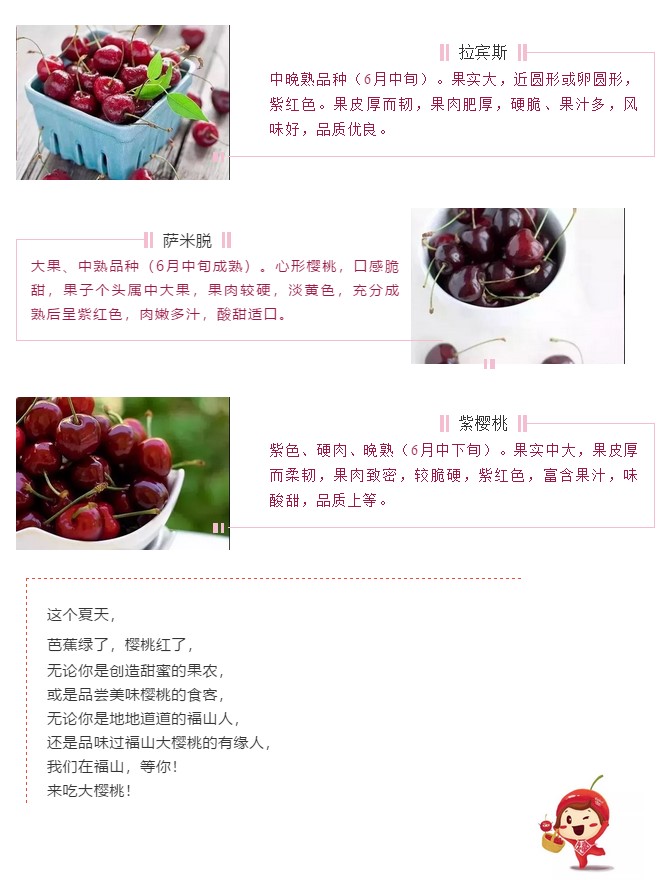 拉宾斯
中晚熟品种（6月中旬）。果实大，近圆形或卵圆形，
紫红色。果皮厚而韧，果肉肥厚，硬脆、果汁多，风
味好，品质优良。
萨米脱
大果、中熟品种（6月中旬成熟）。心形樱桃，口感脆
甜，果子个头属中大果，果肉较硬，淡黄色，充分成
熟后呈紫红色，肉嫩多汁，酸甜适口。
紫樱桃
紫色、硬肉、晚熟（6月中下旬）。果实中大，果皮厚
而柔韧，果肉致密，较脆硬，紫红色，富含果汁，味
酸甜，品质上等。
这个夏天，
芭蕉绿了，樱桃红了，
无论你是创造甜蜜的果农，
或是品尝美味樱桃的食客，
无论你是地地道道的福山人，
还是品味过福山大樱桃的有缘人，
我们在福山，等你！
来吃大樱桃！